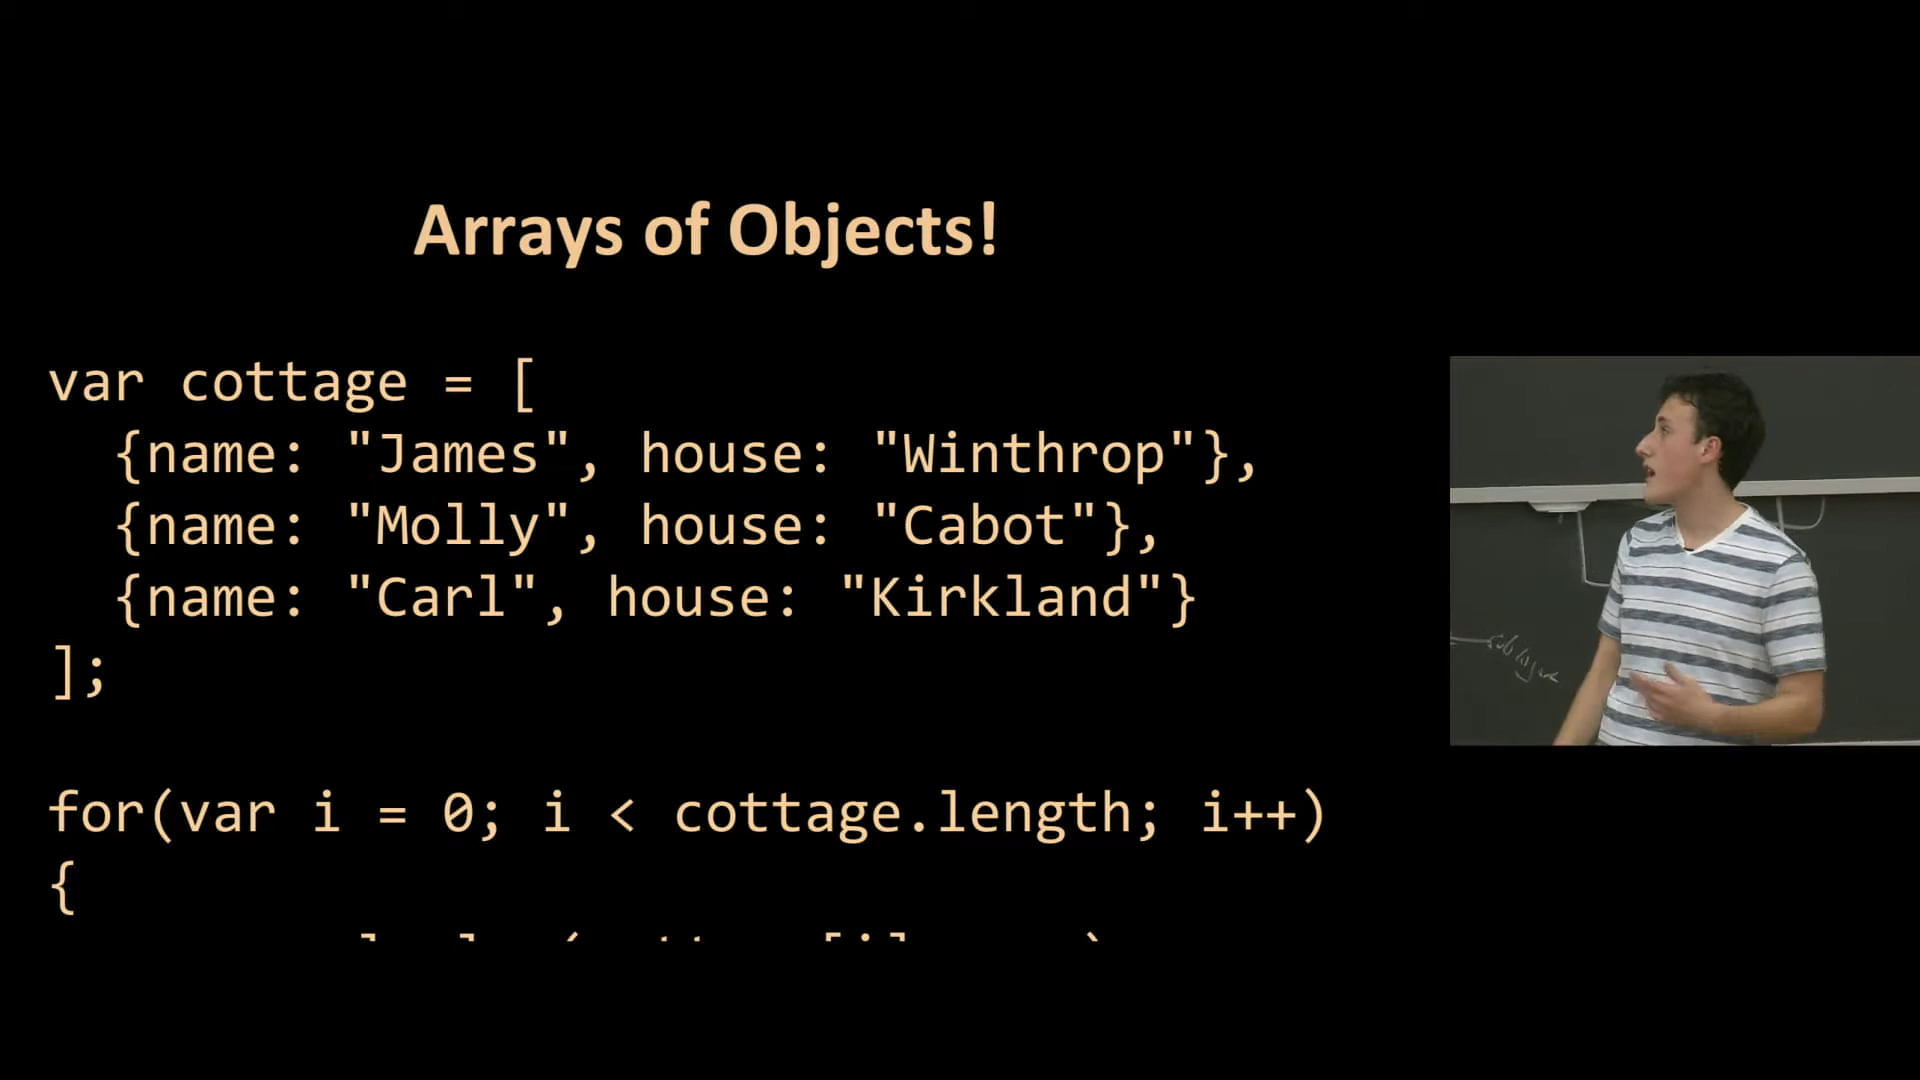 Arrays of Objects!
var cottage = [
{name: "James", house: "Winthrop"},
{name: "Molly", house: "Cabot"},
{name: "Carl", house: "Kirkland"}
];
for(var i = 0; i < cottage.length; i++)
{